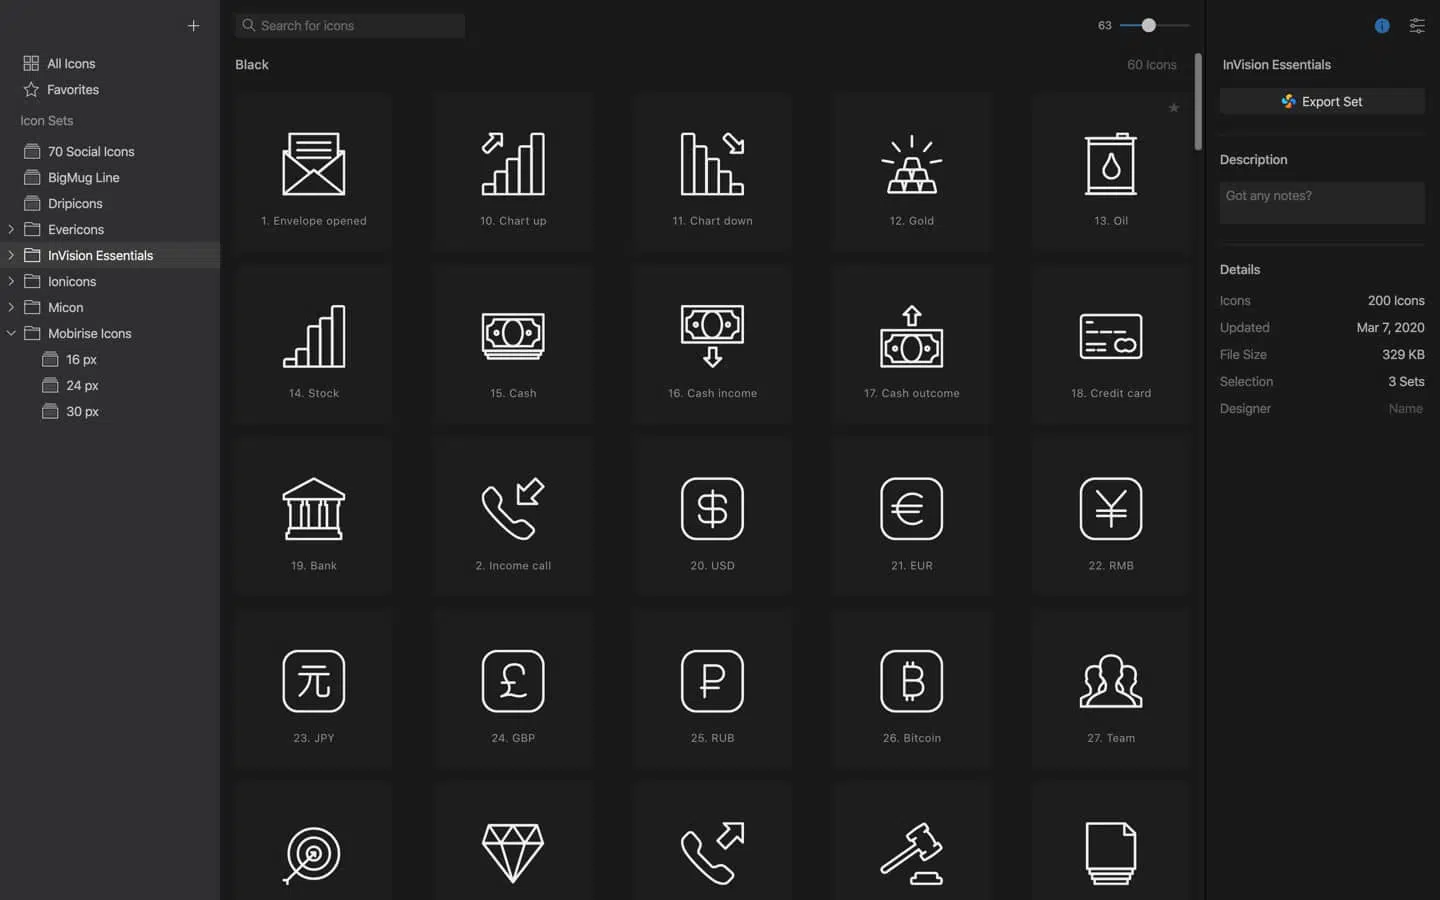 Search for icons
63
All Icons
Favorites
Icon Sets
70 Social Icons
BigMug Line
Dripicons
Evericons
InVision Essentials
Ionicons
Micon
Mobirise Icons
16 px
24 px
30 px
Black
60 Icons
1. Envelope opened
10. Chart up
11. Chart down
12. Gold
13. Oil
14. Stock
15. Cash
16. Cash income
17. Cash outcome
18. Credit card
19. Bank
2. Income call
20. USD
21. EUR
22. RMB
元
23. JPY
24. GBP
25. RUB
26. Bitcoin
27. Team
InVision Essentials
Export Set
Description
Got any notes?
Details
Icons 200 Icons
Updated Mar 7, 2020
File Size 329 KB
Selection 3 Sets
Designer Name